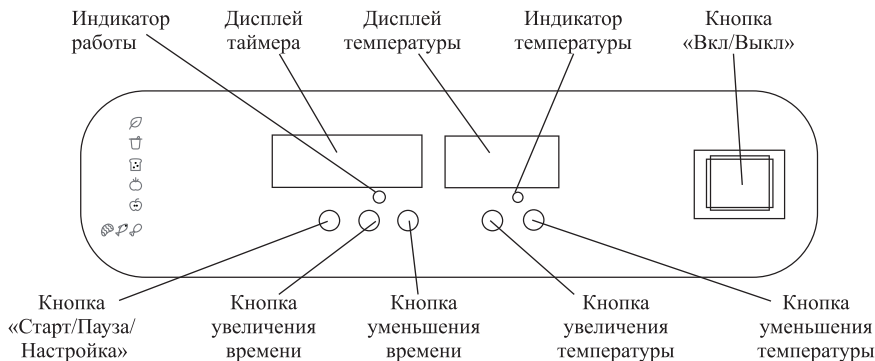 Индикатор
работы
Дисплей
таймера
Дисплей
температуры
Индикатор
температуры
Кнопка
«Вкл/Выкл»
Кнопка
«Старт/Пауза/
Настройка»
Кнопка
увеличения
времени
Кнопка
уменьшения
времени
Кнопка
увеличения
температуры
Кнопка
уменьшения
температуры